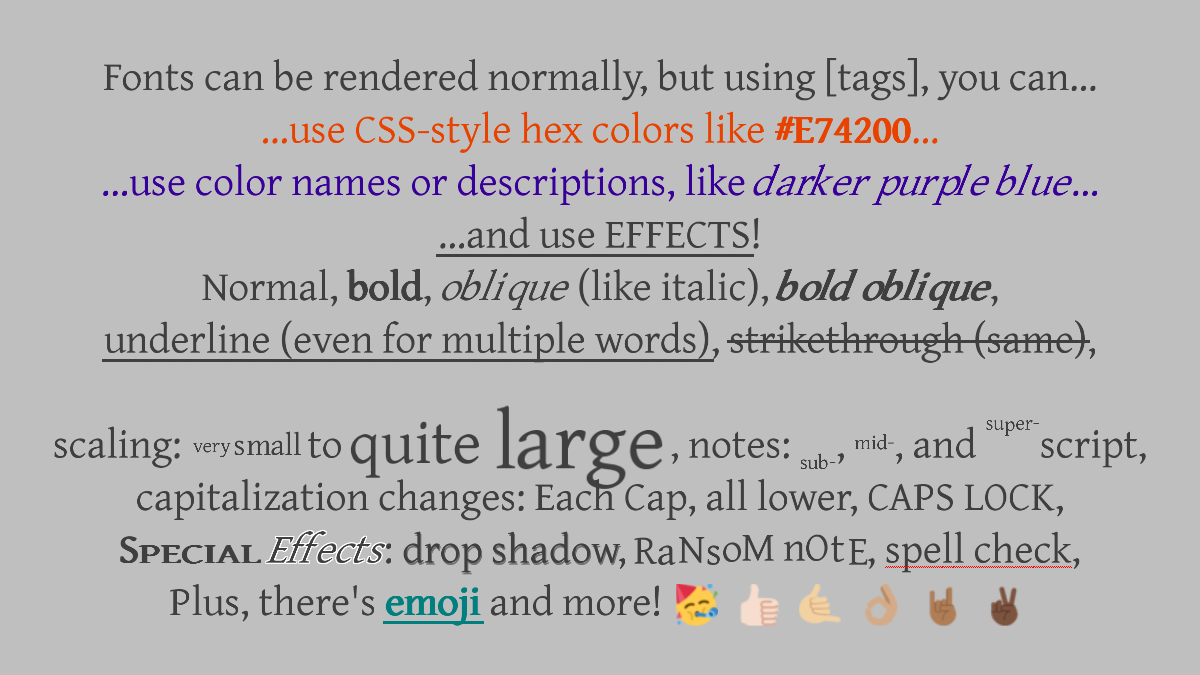 Fonts can be rendered normally, but using [tags], you can...
...use CSS-style hex colors like #E74200...
...use color names or descriptions, like darker purple blue...
...and use EFFECTS!
Normal, bold, oblique (like italic), bold oblique,
underline (even for multiple words), strikethrough (same),
scaling: very small to quite large, notes: sub-, mid-, and super-script,
capitalization changes: Each Cap, all lower, CAPS LOCK,
SPECIAL Effects: drop shadow, RaNsoM nOtE, spell check,
Plus, there's emoji and more! 🥳 👍🏻 🤙🏼 👌🏽 🤘🏾 ✌🏿